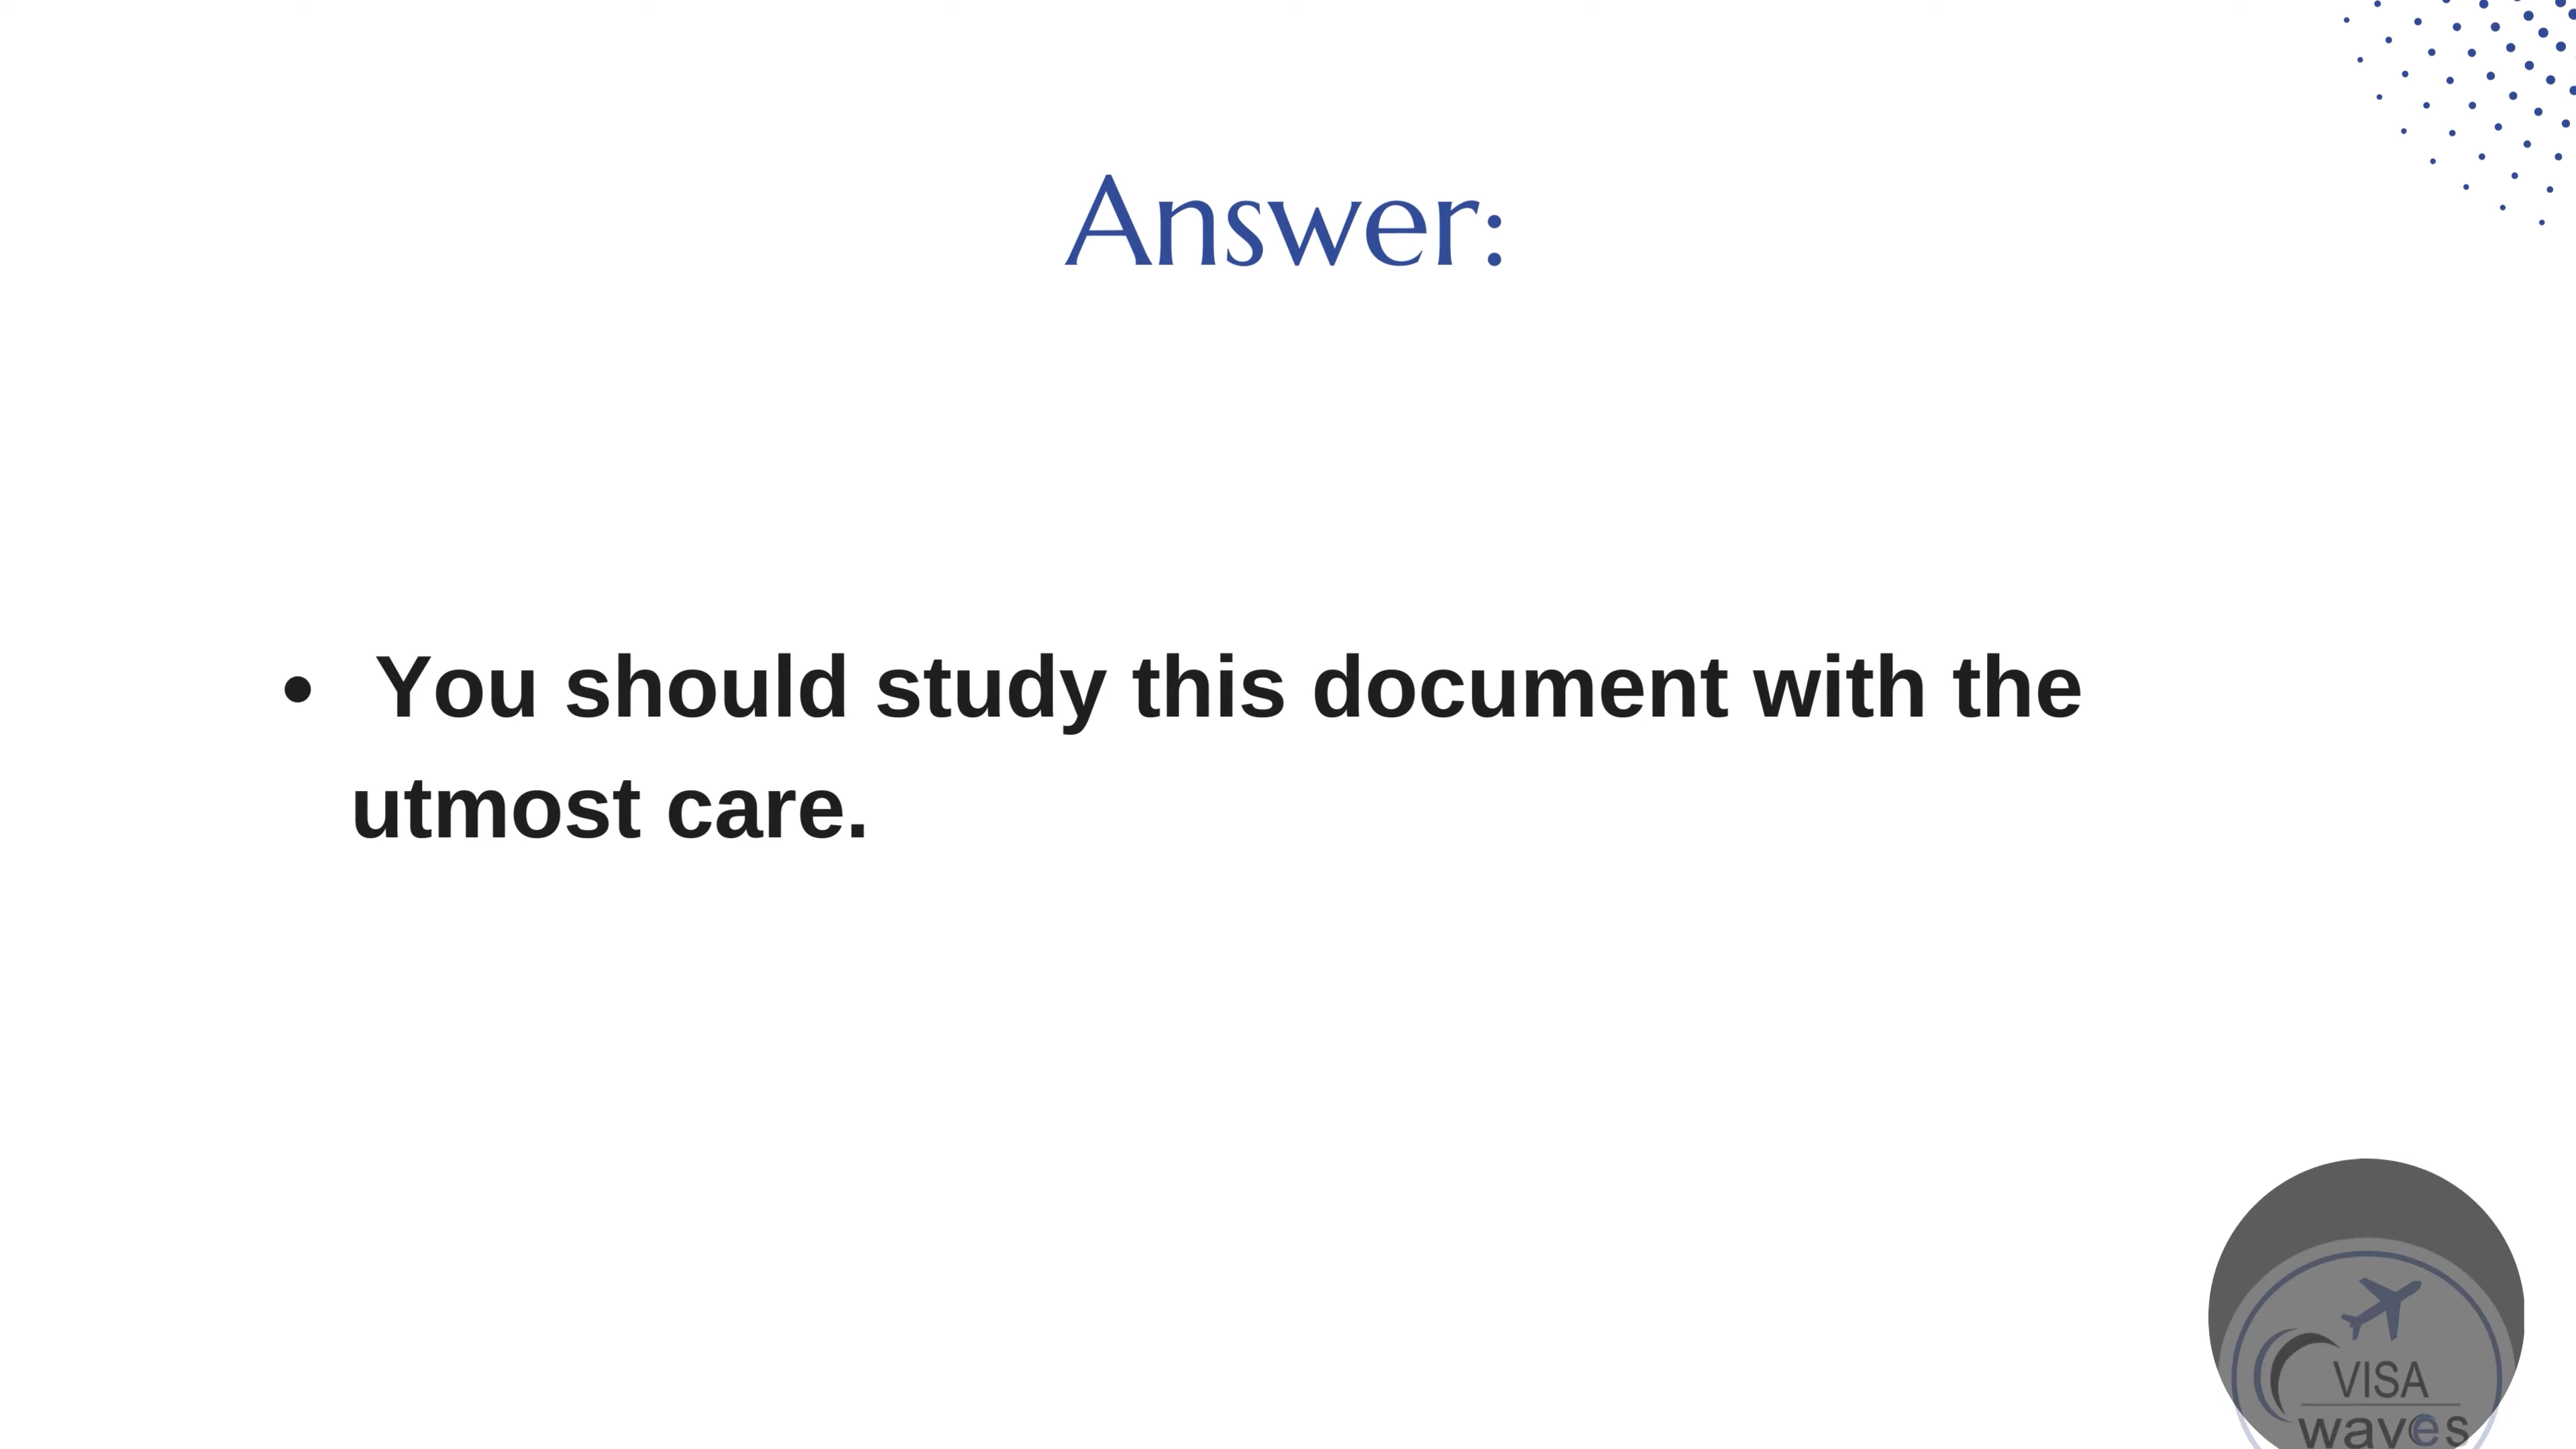 Answer:
• You should study this document with the
utmost care.
VISA
waves